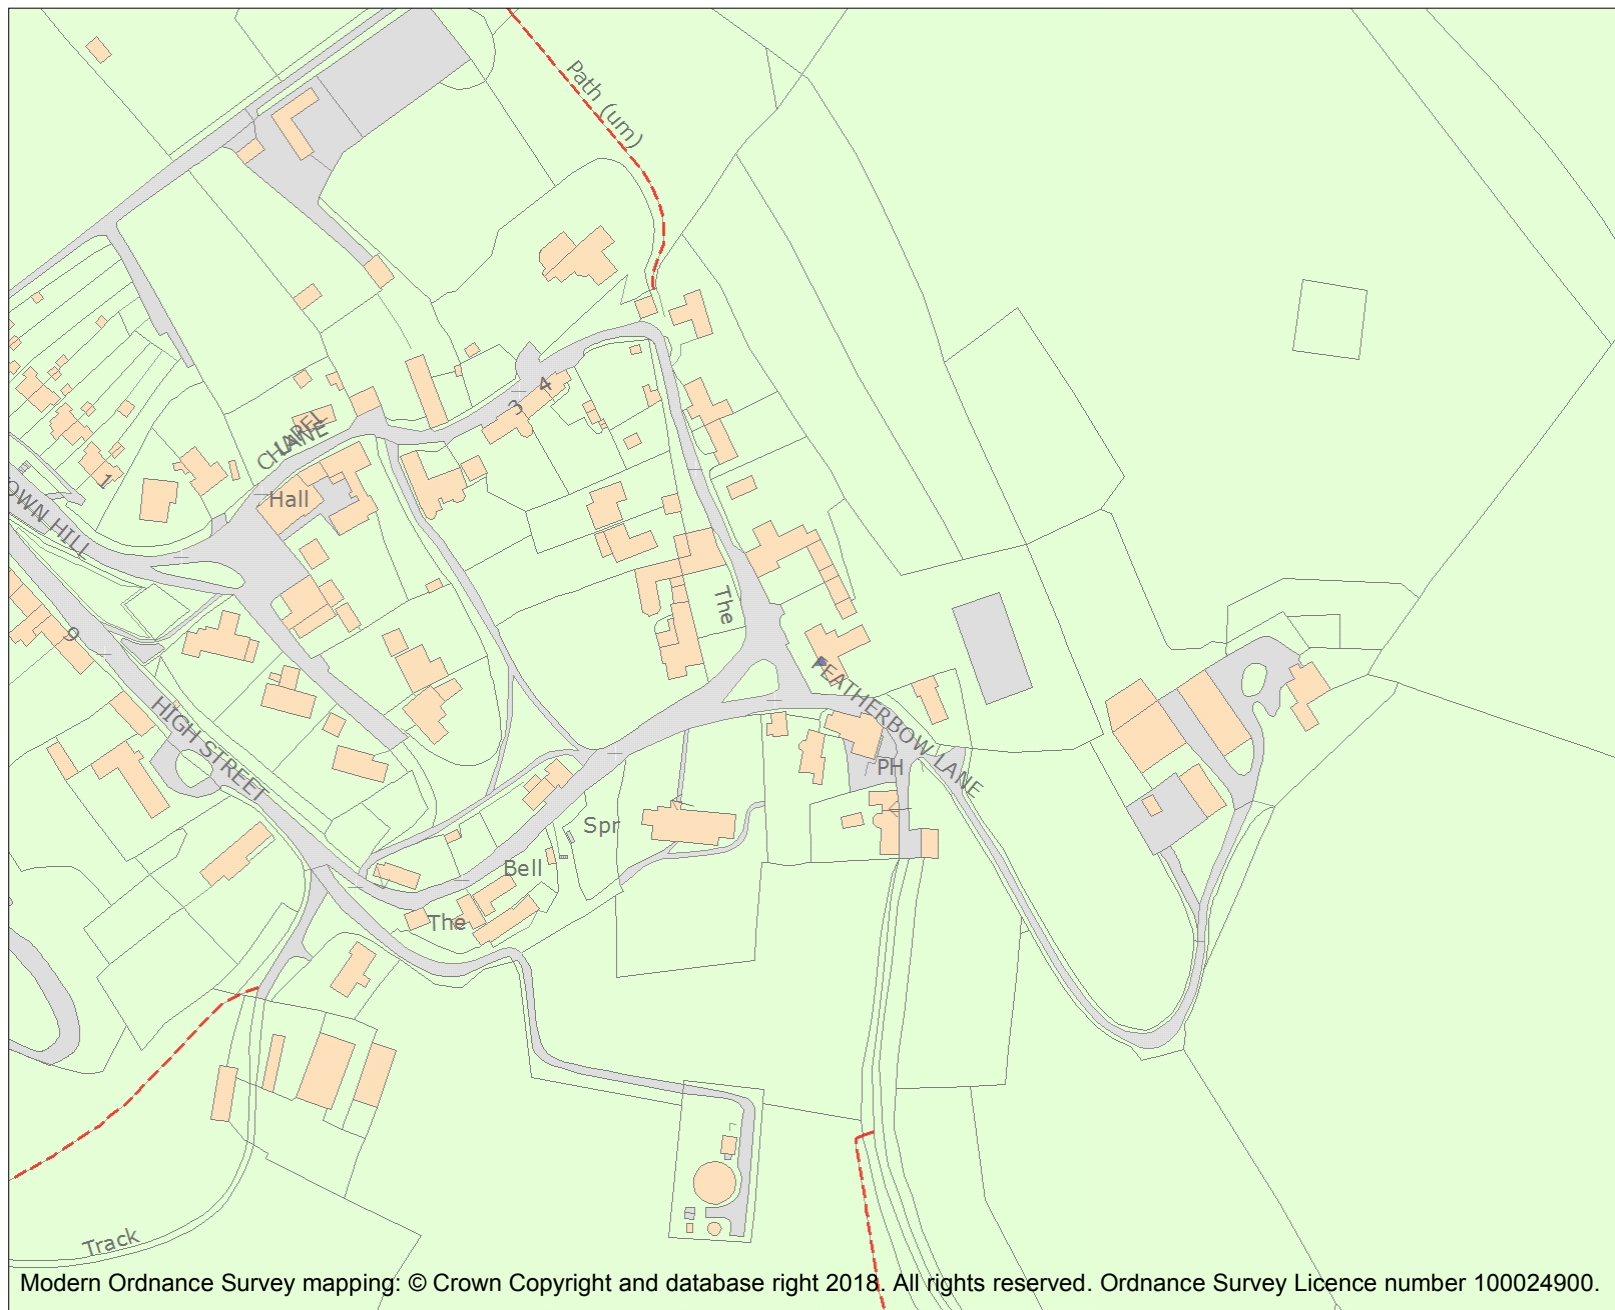 Path (um)
4
3
CHAPEL
LANE
1
Hall
OWN HILL
The
9
FEATHERBOW LANE
HIGH STREET
PH
Spr
Bell
The
Track
Modern Ordnance Survey mapping: © Crown Copyright and database right 2018. All rights reserved. Ordnance Survey Licence number 100024900.